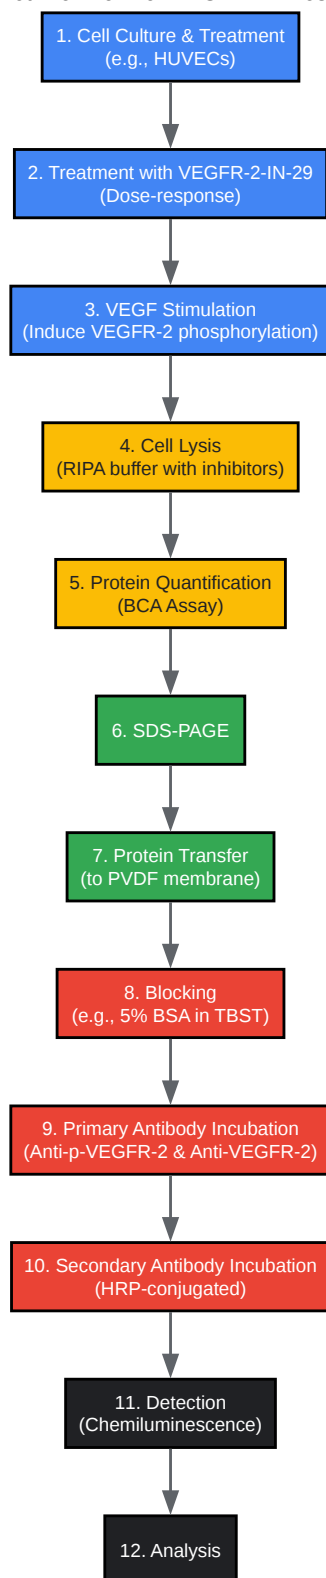 1. Cell Culture & Treatment
(e.g., HUVECs)
2. Treatment with VEGFR-2-IN-29
(Dose-response)
3. VEGF Stimulation
(Induce VEGFR-2 phosphorylation)
4. Cell Lysis
(RIPA buffer with inhibitors)
5. Protein Quantification
(BCA Assay)
6. SDS-PAGE
7. Protein Transfer
(to PVDF membrane)
8. Blocking
(e.g., 5% BSA in TBST)
9. Primary Antibody Incubation
(Anti-p-VEGFR-2 & Anti-VEGFR-2)
10. Secondary Antibody Incubation
(HRP-conjugated)
11. Detection
(Chemiluminescence)
12. Analysis